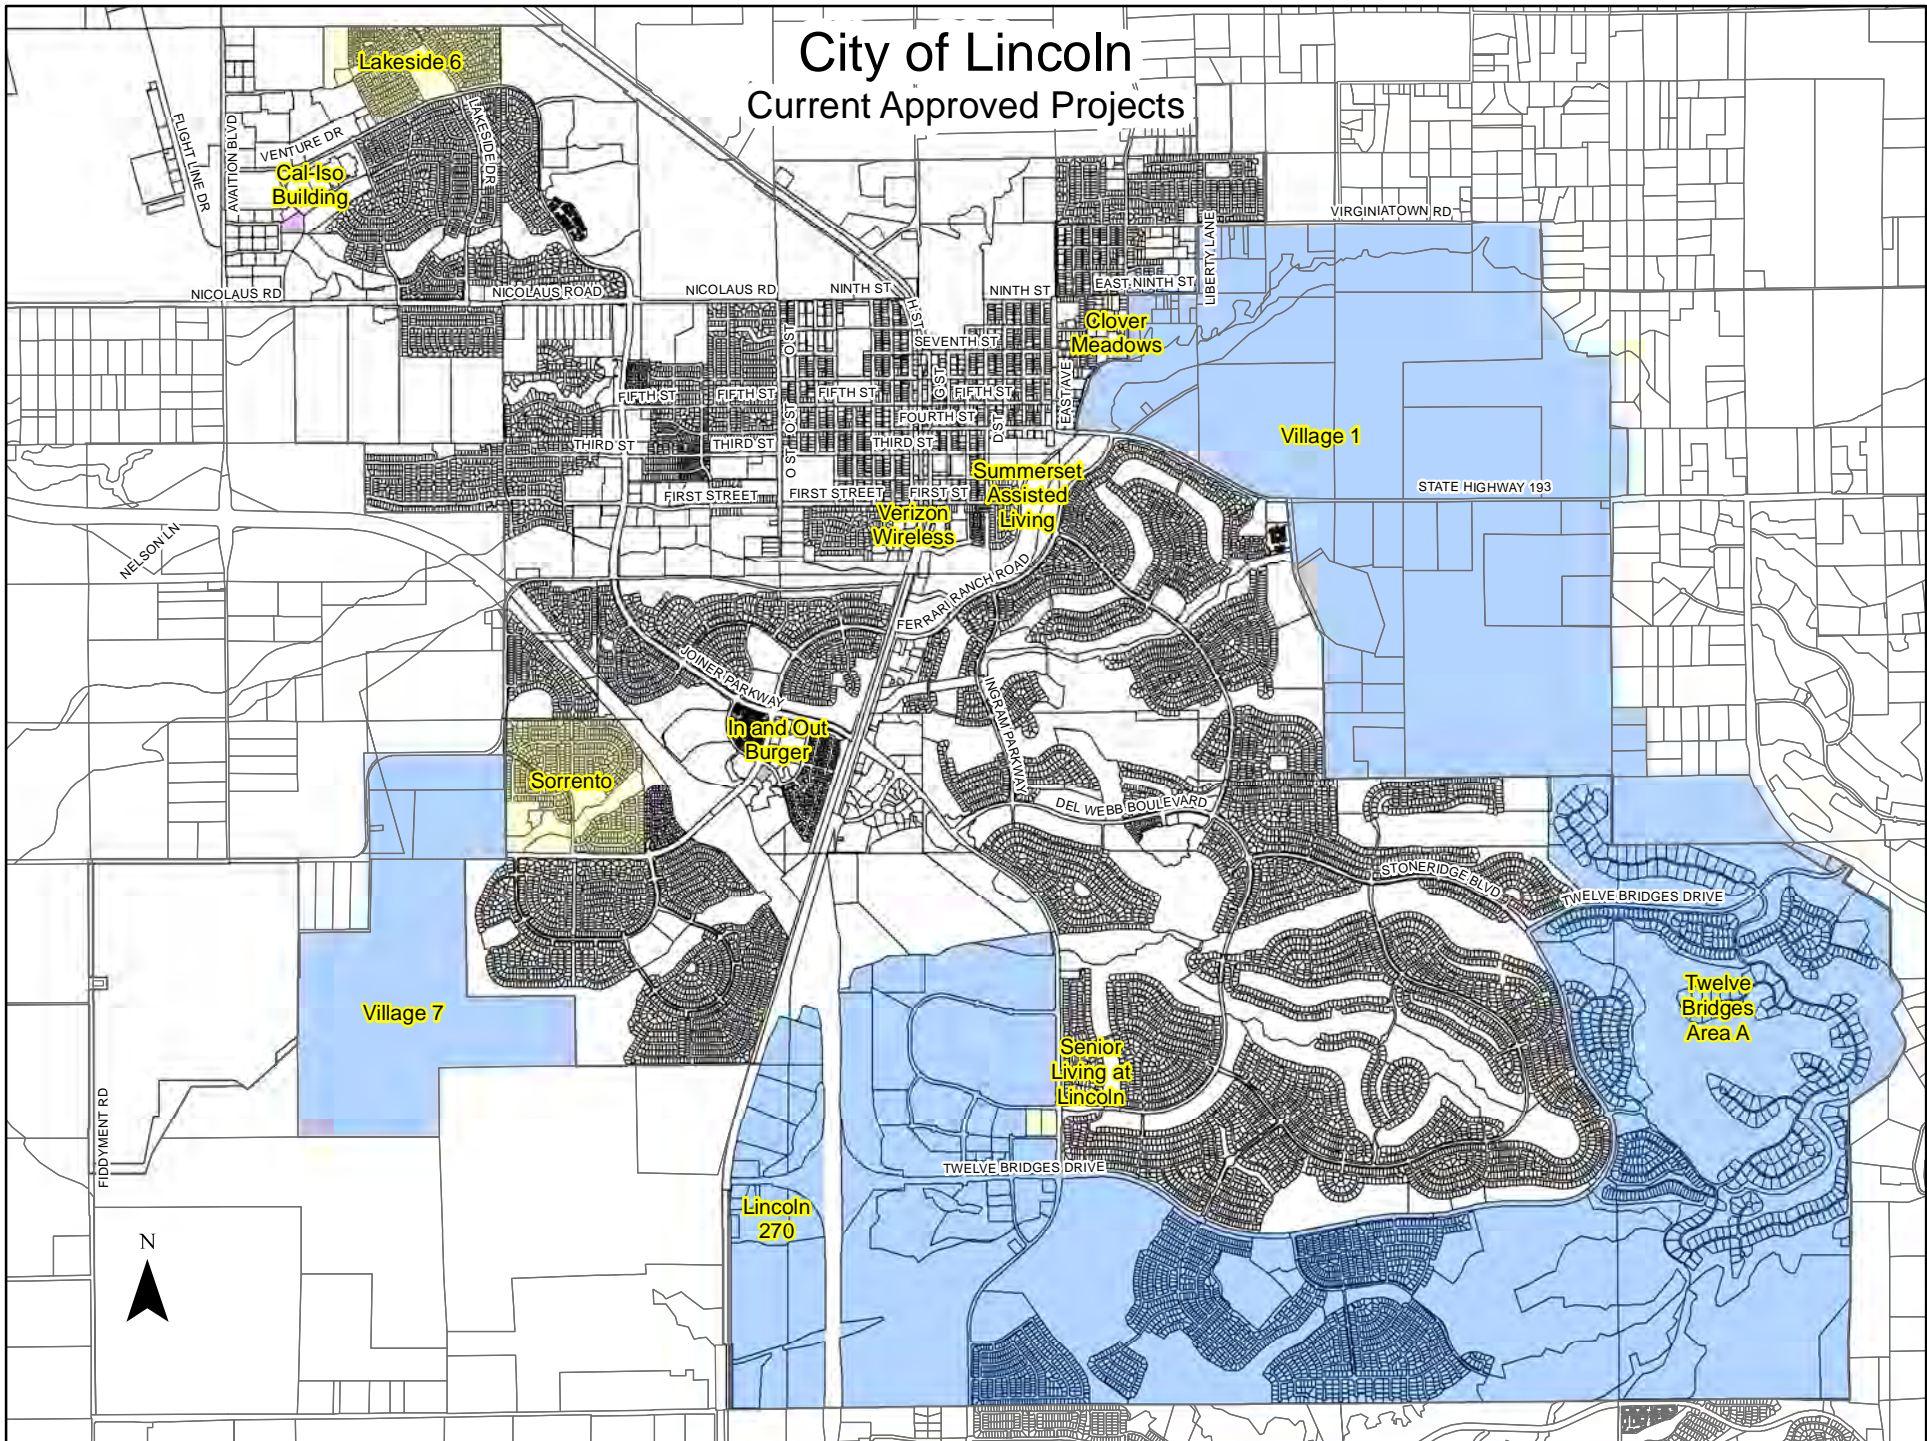 City of Lincoln
Current Approved Projects
Lakeside 6
FLIGHT LINE DR
AVAITION BLVD
VENTURE DR
LAKESIDE DR
Cal-Iso
Building
VIRGINIATOWN RD
LIBERTY LANE
NICOLAUS RD
NICOLAUS ROAD
NICOLAUS RD
NINTH ST
NINTH ST
EAST NINTH ST
H ST
Clover
Meadows
SEVENTH ST
O ST
G ST
FIFTH ST
FIFTH ST
FIFTH ST
FIFTH ST
EAST AVE
O ST
FOURTH ST
D ST
THIRD ST
THIRD ST
THIRD ST
Village 1
O ST
Summerset
Assisted
Living
FIRST STREET
FIRST STREET
FIRST ST
STATE HIGHWAY 193
Verizon
Wireless
NELSON LN
FERRARI RANCH ROAD
JOINER PARKWAY
INGRAM PARKWAY
In and Out
Burger
Sorrento
DEL WEBB BOULEVARD
STONERIDGE BLVD
TWELVE BRIDGES DRIVE
Twelve
Bridges
Area A
Village 7
Senior
Living at
Lincoln
FIDDYMENT RD
TWELVE BRIDGES DRIVE
Lincoln
270
N